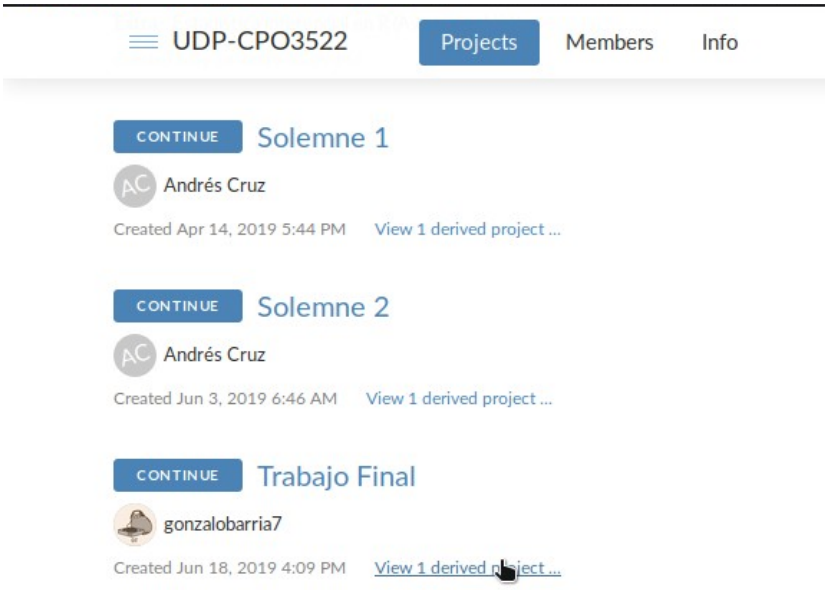 UDP-CPO3522 Projects Members Info
CONTINUE Solemne 1
AC Andrés Cruz
Created Apr 14, 2019 5:44 PM View 1 derived project ...
CONTINUE Solemne 2
AC Andrés Cruz
Created Jun 3, 2019 6:46 AM View 1 derived project ...
CONTINUE Trabajo Final
gonzalobarria7
Created Jun 18, 2019 4:09 PM View 1 derived project ...